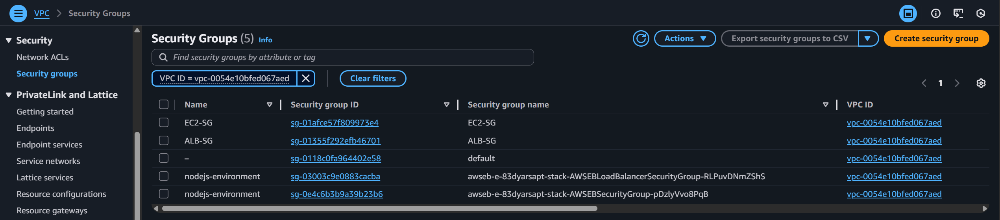 VPC > Security Groups
Security
Network ACLs
Security groups
PrivateLink and Lattice
Getting started
Endpoints
Endpoint services
Service networks
Lattice services
Resource configurations
Resource gateways
Security Groups (5) Info
Actions
Export security groups to CSV
Create security group
Find security groups by attribute or tag
VPC ID = vpc-0054e10bfed067aed
Clear filters
1
Name Security group ID Security group name VPC ID
EC2-SG sg-01afce57f809973e4 EC2-SG vpc-0054e10bfed067aed
ALB-SG sg-01355f292efb46701 ALB-SG vpc-0054e10bfed067aed
– sg-0118c0fa964402e58 default vpc-0054e10bfed067aed
nodejs-environment sg-03003c9e0883cacba awseb-e-83dyarsapt-stack-AWSEBLoadBalancerSecurityGroup-RLPuvDNmZShS vpc-0054e10bfed067aed
nodejs-environment sg-0e4c6b3b9a39b23b6 awseb-e-83dyarsapt-stack-AWSEBSecurityGroup-pDzlyVvo8PqB vpc-0054e10bfed067aed